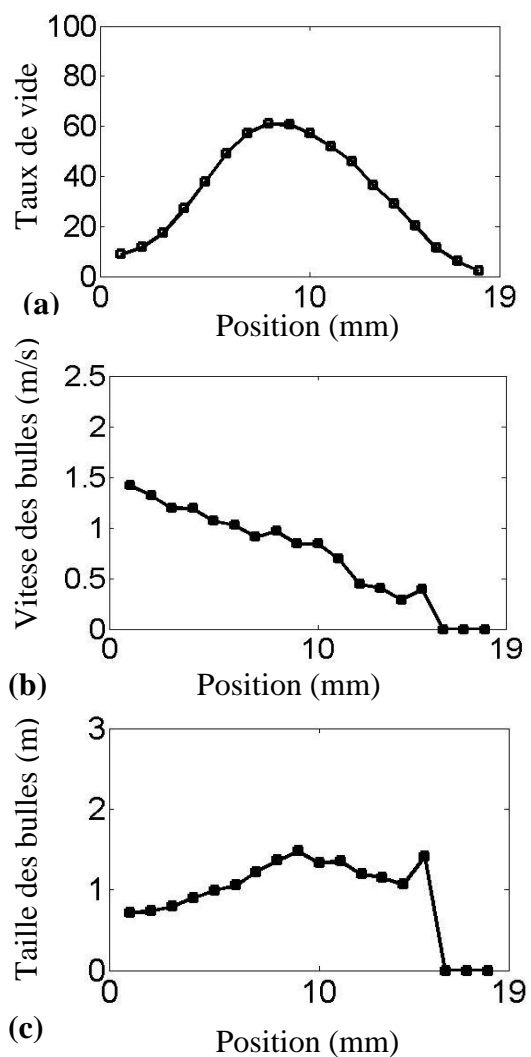 100
80
60
40
20
0
Taux de vide
0
10
19
(a)
Position (mm)
2.5
2
1.5
1
0.5
0
Vitese des bulles (m/s)
0
10
19
(b)
Position (mm)
3
2
1
0
Taille des bulles (m)
0
10
19
(c)
Position (mm)